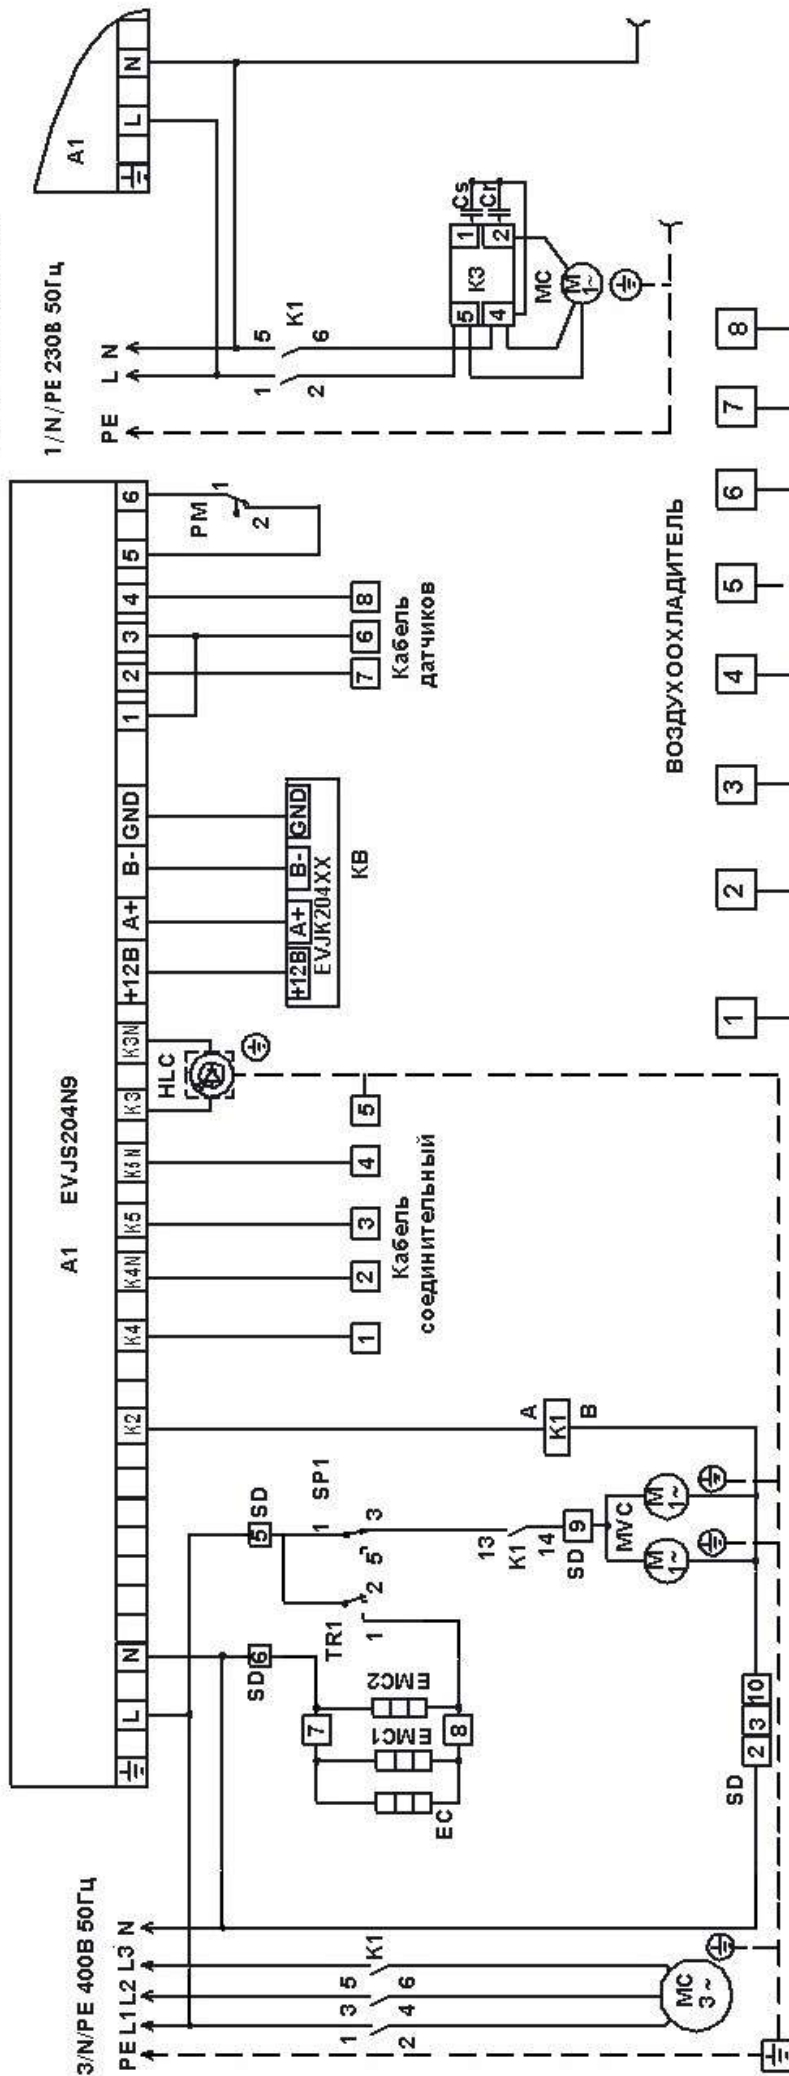 3/N/PE 400В 50Гц
PE L1 L2 L3 N
A1 EVJS204N9
L N K2 K4 K4N K5 K5N K3 K3N +12В A+ B- GND 1 2 3 4 5 6
1 3 5 K1
2 4 6
MC
3~
SD 6
5 SD
7
EMC1 EMC2
8
EC
TR1
1 2 5
SP1
1 3
13 K1 14
SD 9
MVC
M
1~
M
1~
SD
2 3 10
A
K1
B
1 2 3 4 5
Кабель
соединительный
HLC
+12В A+ B- GND
EVJK204XX
КВ
7 6 8
Кабель
датчиков
PM
1
2
1/N/PE 230В 50Гц
PE L N
A1
L N
1 5 K1
2 6
K3
5 1
4 2
Cs
Cr
MC
M
1~
ВОЗДУХООХЛАДИТЕЛЬ
1 2 3 4 5 6 7 8